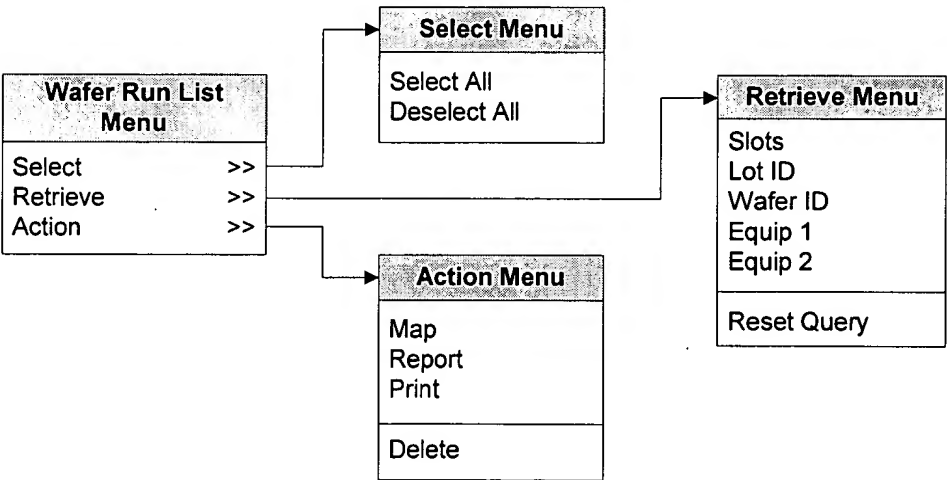 Wafer Run List
Menu
Select >>
Retrieve >>
Action >>
Select Menu
Select All
Deselect All
Retrieve Menu
Slots
Lot ID
Wafer ID
Equip 1
Equip 2
Reset Query
Action Menu
Map
Report
Print
Delete